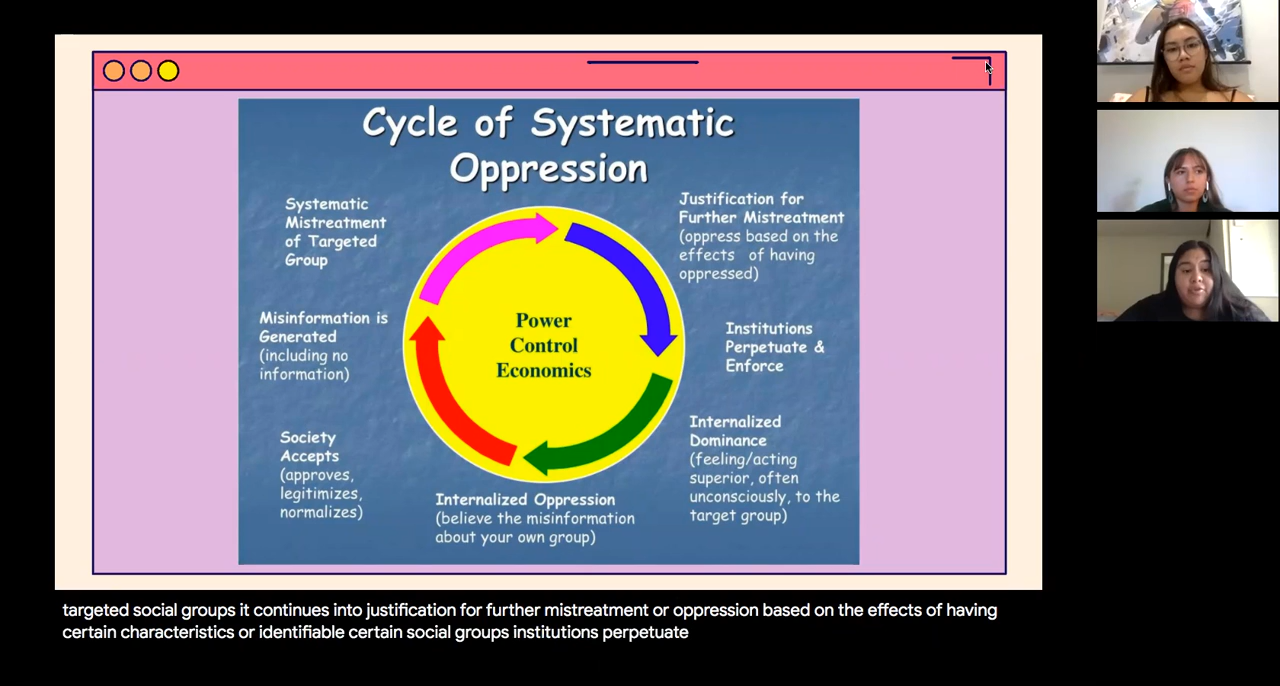 Cycle of Systematic
Oppression
Systematic
Mistreatment
of Targeted
Group
Justification for
Further Mistreatment
(oppress based on the
effects of having
oppressed)
Misinformation is
Generated
(including no
information)
Power
Control
Economics
Institutions
Perpetuate &
Enforce
Society
Accepts
(approves,
legitimizes,
normalizes)
Internalized
Dominance
(feeling/acting
superior, often
unconsciously, to the
target group)
Internalized Oppression
(believe the misinformation
about your own group)
targeted social groups it continues into justification for further mistreatment or oppression based on the effects of having
certain characteristics or identifiable certain social groups institutions perpetuate